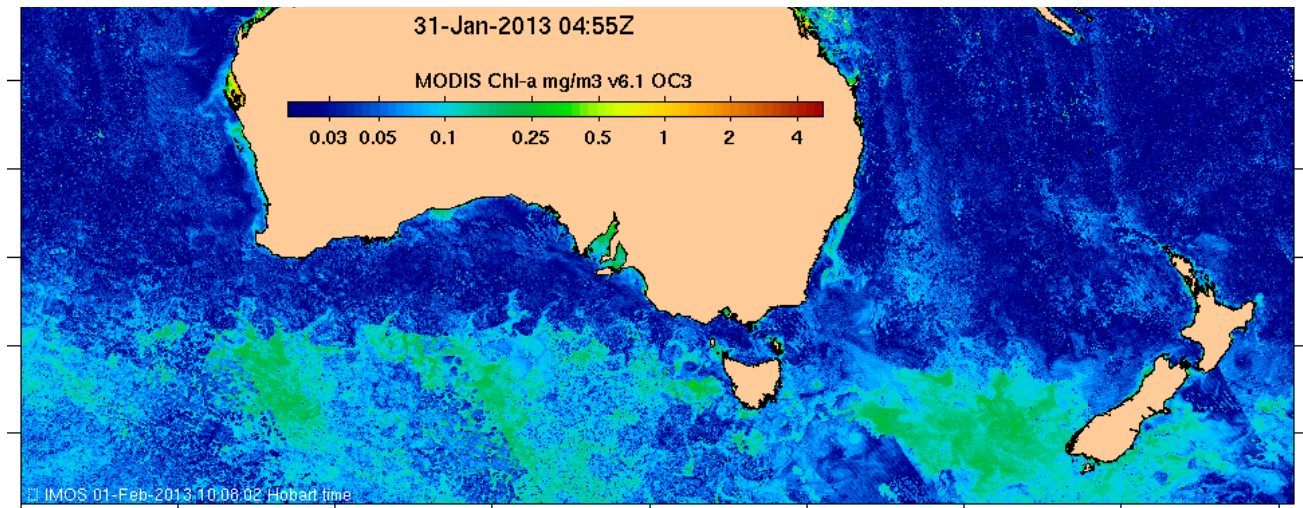 31-Jan-2013 04:55Z
MODIS Chl-a mg/m3 v6.1 OC3
0.03 0.05 0.1 0.25 0.5 1 2 4
IMOS 01-Feb-2013 10:08:02 Hobart time